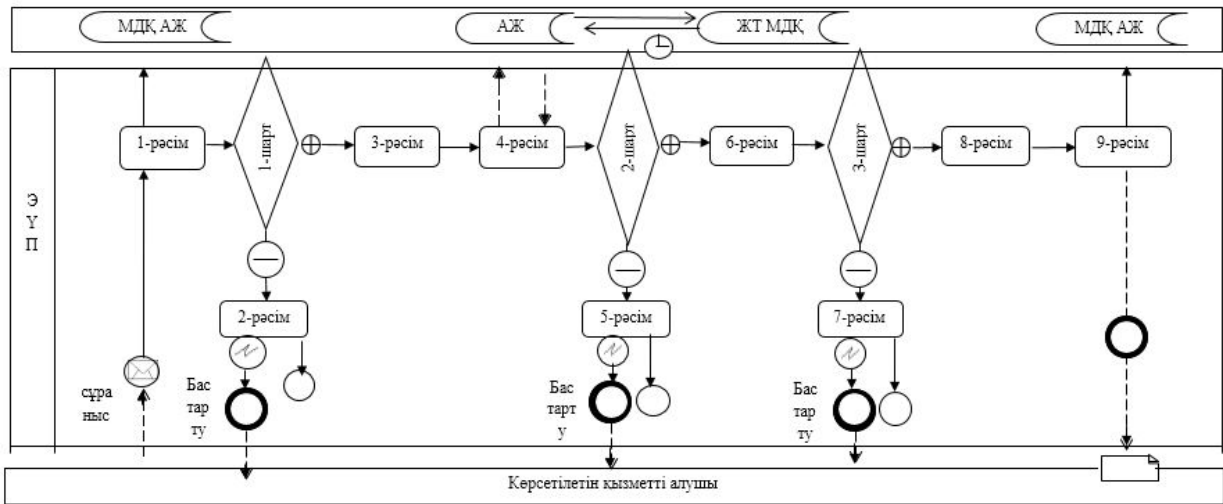 МДҚ АЖ
АЖ
ЖТ МДҚ
МДҚ АЖ
1-рәсім
1-шарт
3-рәсім
4-рәсім
2-шарт
6-рәсім
3-шарт
8-рәсім
9-рәсім
Э
Ү
П
2-рәсім
5-рәсім
7-рәсім
сұра
ныс
Бас
тар
ту
Бас
тарт
у
Бас
тар
ту
Көрсетілетін қызметті алушы